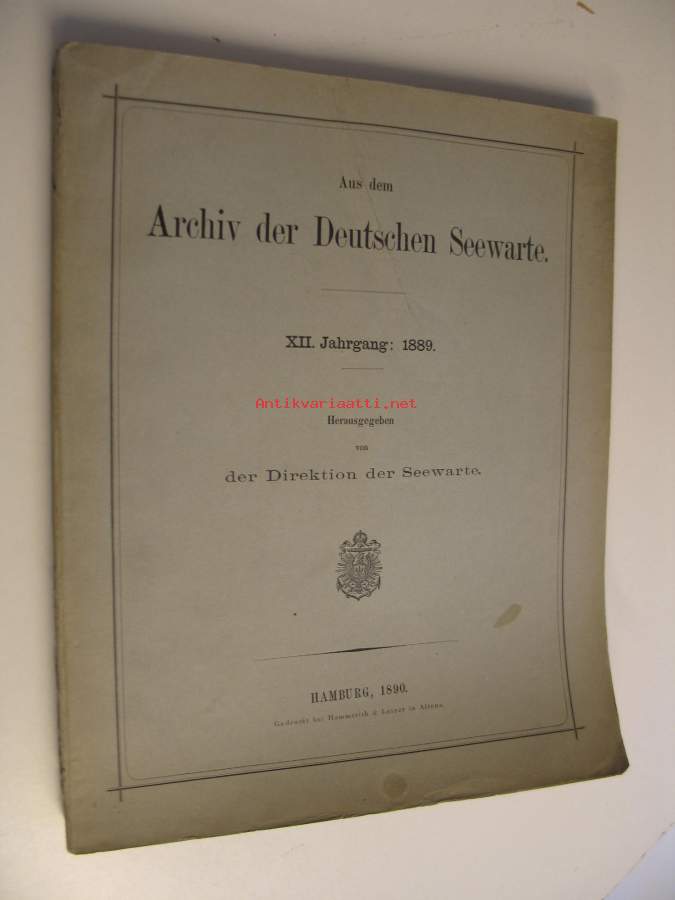 Aus dem
Archiv der Deutschen Seewarte.
XII. Jahrgang: 1889.
Antikvariaatti.net
Herausgegeben
von
der Direktion der Seewarte.
HAMBURG, 1890.
Gedruckt bei Hammerich & Lesser in Altona.